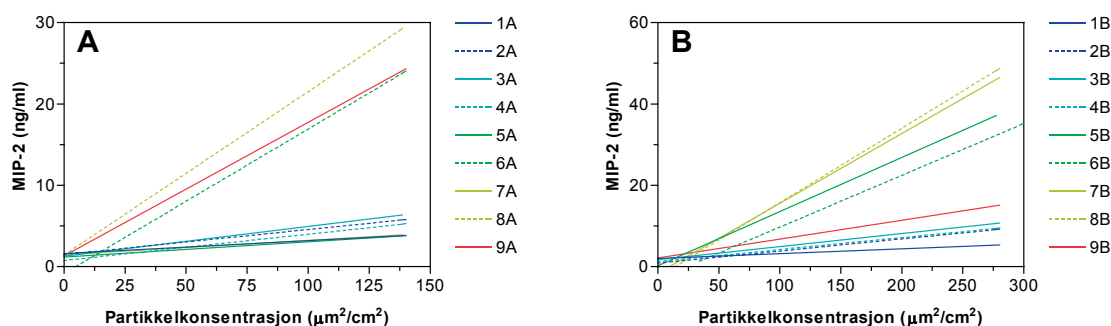 A
MIP-2 (ng/ml)
30
20
10
0
0 25 50 75 100 125 150
Partikkelkonsentrasjon (μm²/cm²)
1A
2A
3A
4A
5A
6A
7A
8A
9A
B
MIP-2 (ng/ml)
60
40
20
0
0 50 100 150 200 250 300
Partikkelkonsentrasjon (μm²/cm²)
1B
2B
3B
4B
5B
6B
7B
8B
9B